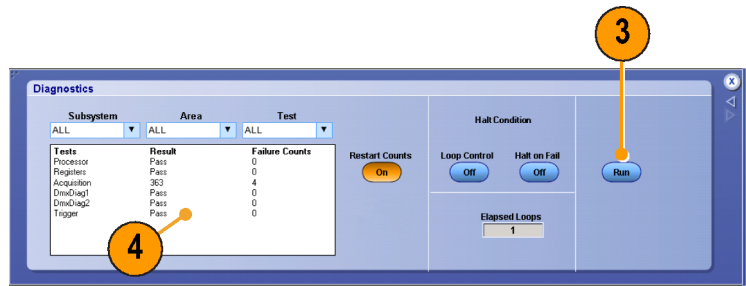 3
Diagnostics
X
Subsystem Area Test
ALL ALL ALL
Halt Condition
Tests Result Failure Counts
Processor Pass 0
Registers Pass 0
Acquisition 363 4
DmxDiag1 Pass 0
DmxDiag2 Pass 0
Trigger Pass 0
Restart Counts
On
Loop Control Halt on Fail
Off Off
Run
Elapsed Loops
1
4